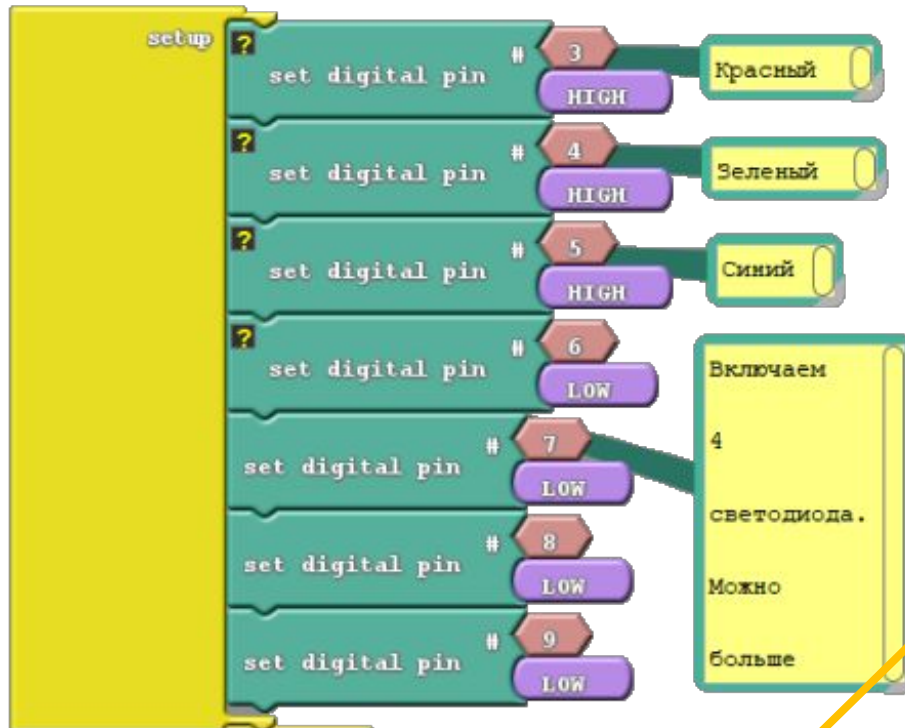 setup
?
set digital pin
#
3
HIGH
Красный
?
set digital pin
#
4
HIGH
Зеленый
?
set digital pin
#
5
HIGH
Синий
?
set digital pin
#
6
LOW
set digital pin
#
7
LOW
Включаем
4
светодиода.
Можно
больше
set digital pin
#
8
LOW
set digital pin
#
9
LOW